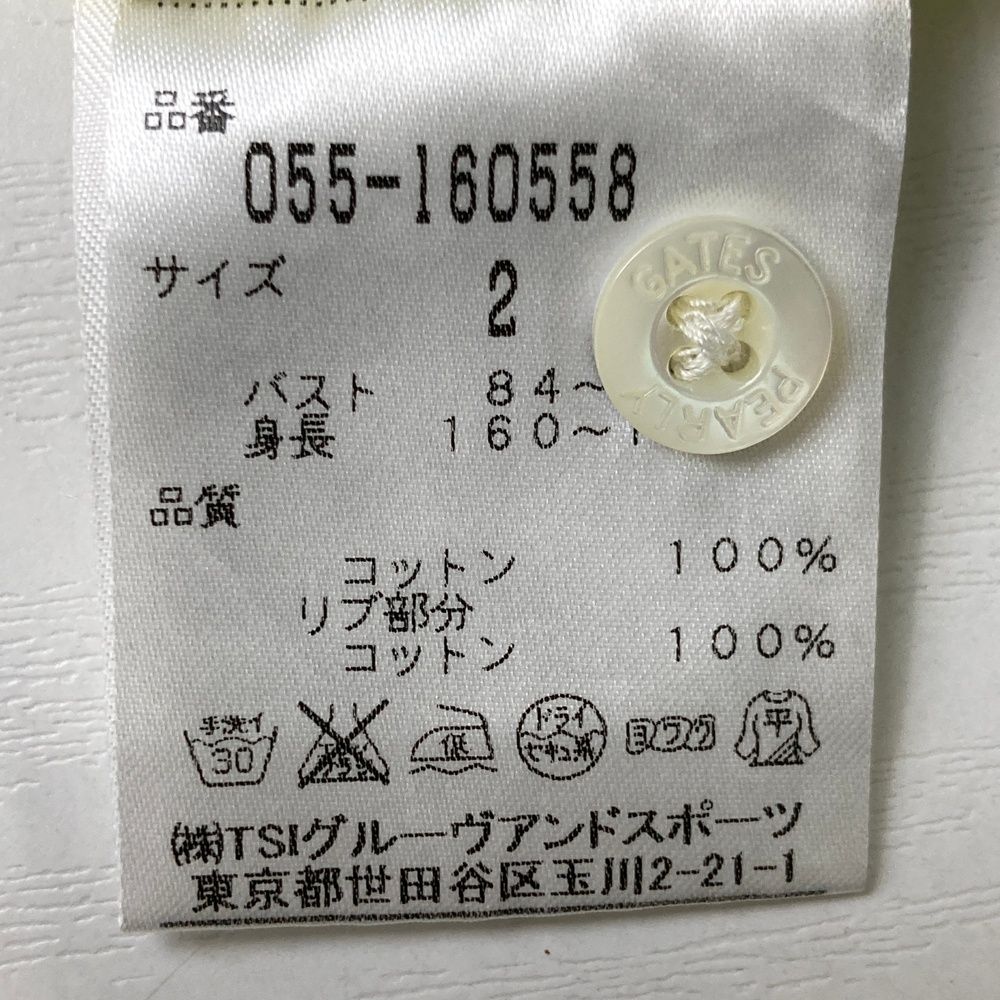 品番
055-160558
サイズ 2
GATES
PEARLY
バスト 84~
身長 160~1
品質
コットン 100%
リブ部分
コットン 100%
手洗イ
30
低
ドライ
セキユ系
平
㈱TSIグルーヴアンドスポーツ
東京都世田谷区玉川2-21-1